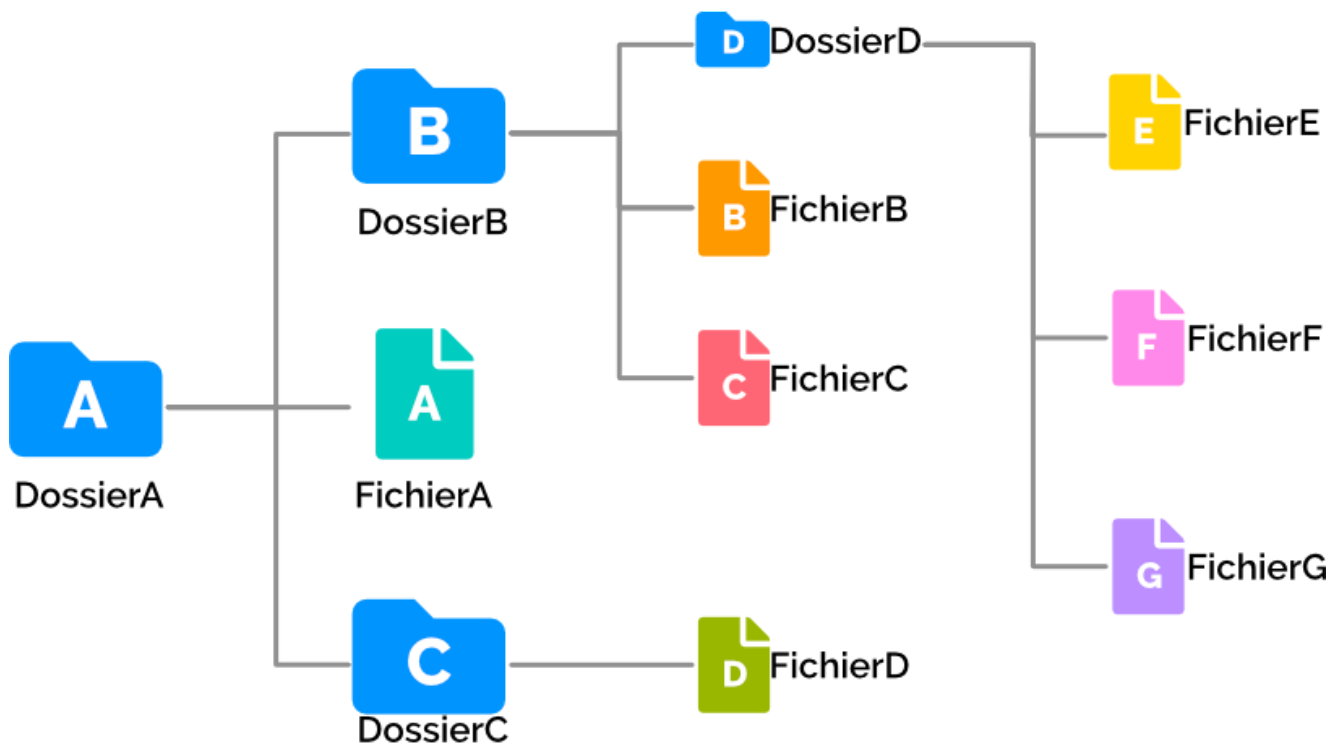 D DossierD
E FichierE
B
DossierB
B FichierB
F FichierF
A
DossierA
A
FichierA
C FichierC
G FichierG
C
DossierC
D FichierD